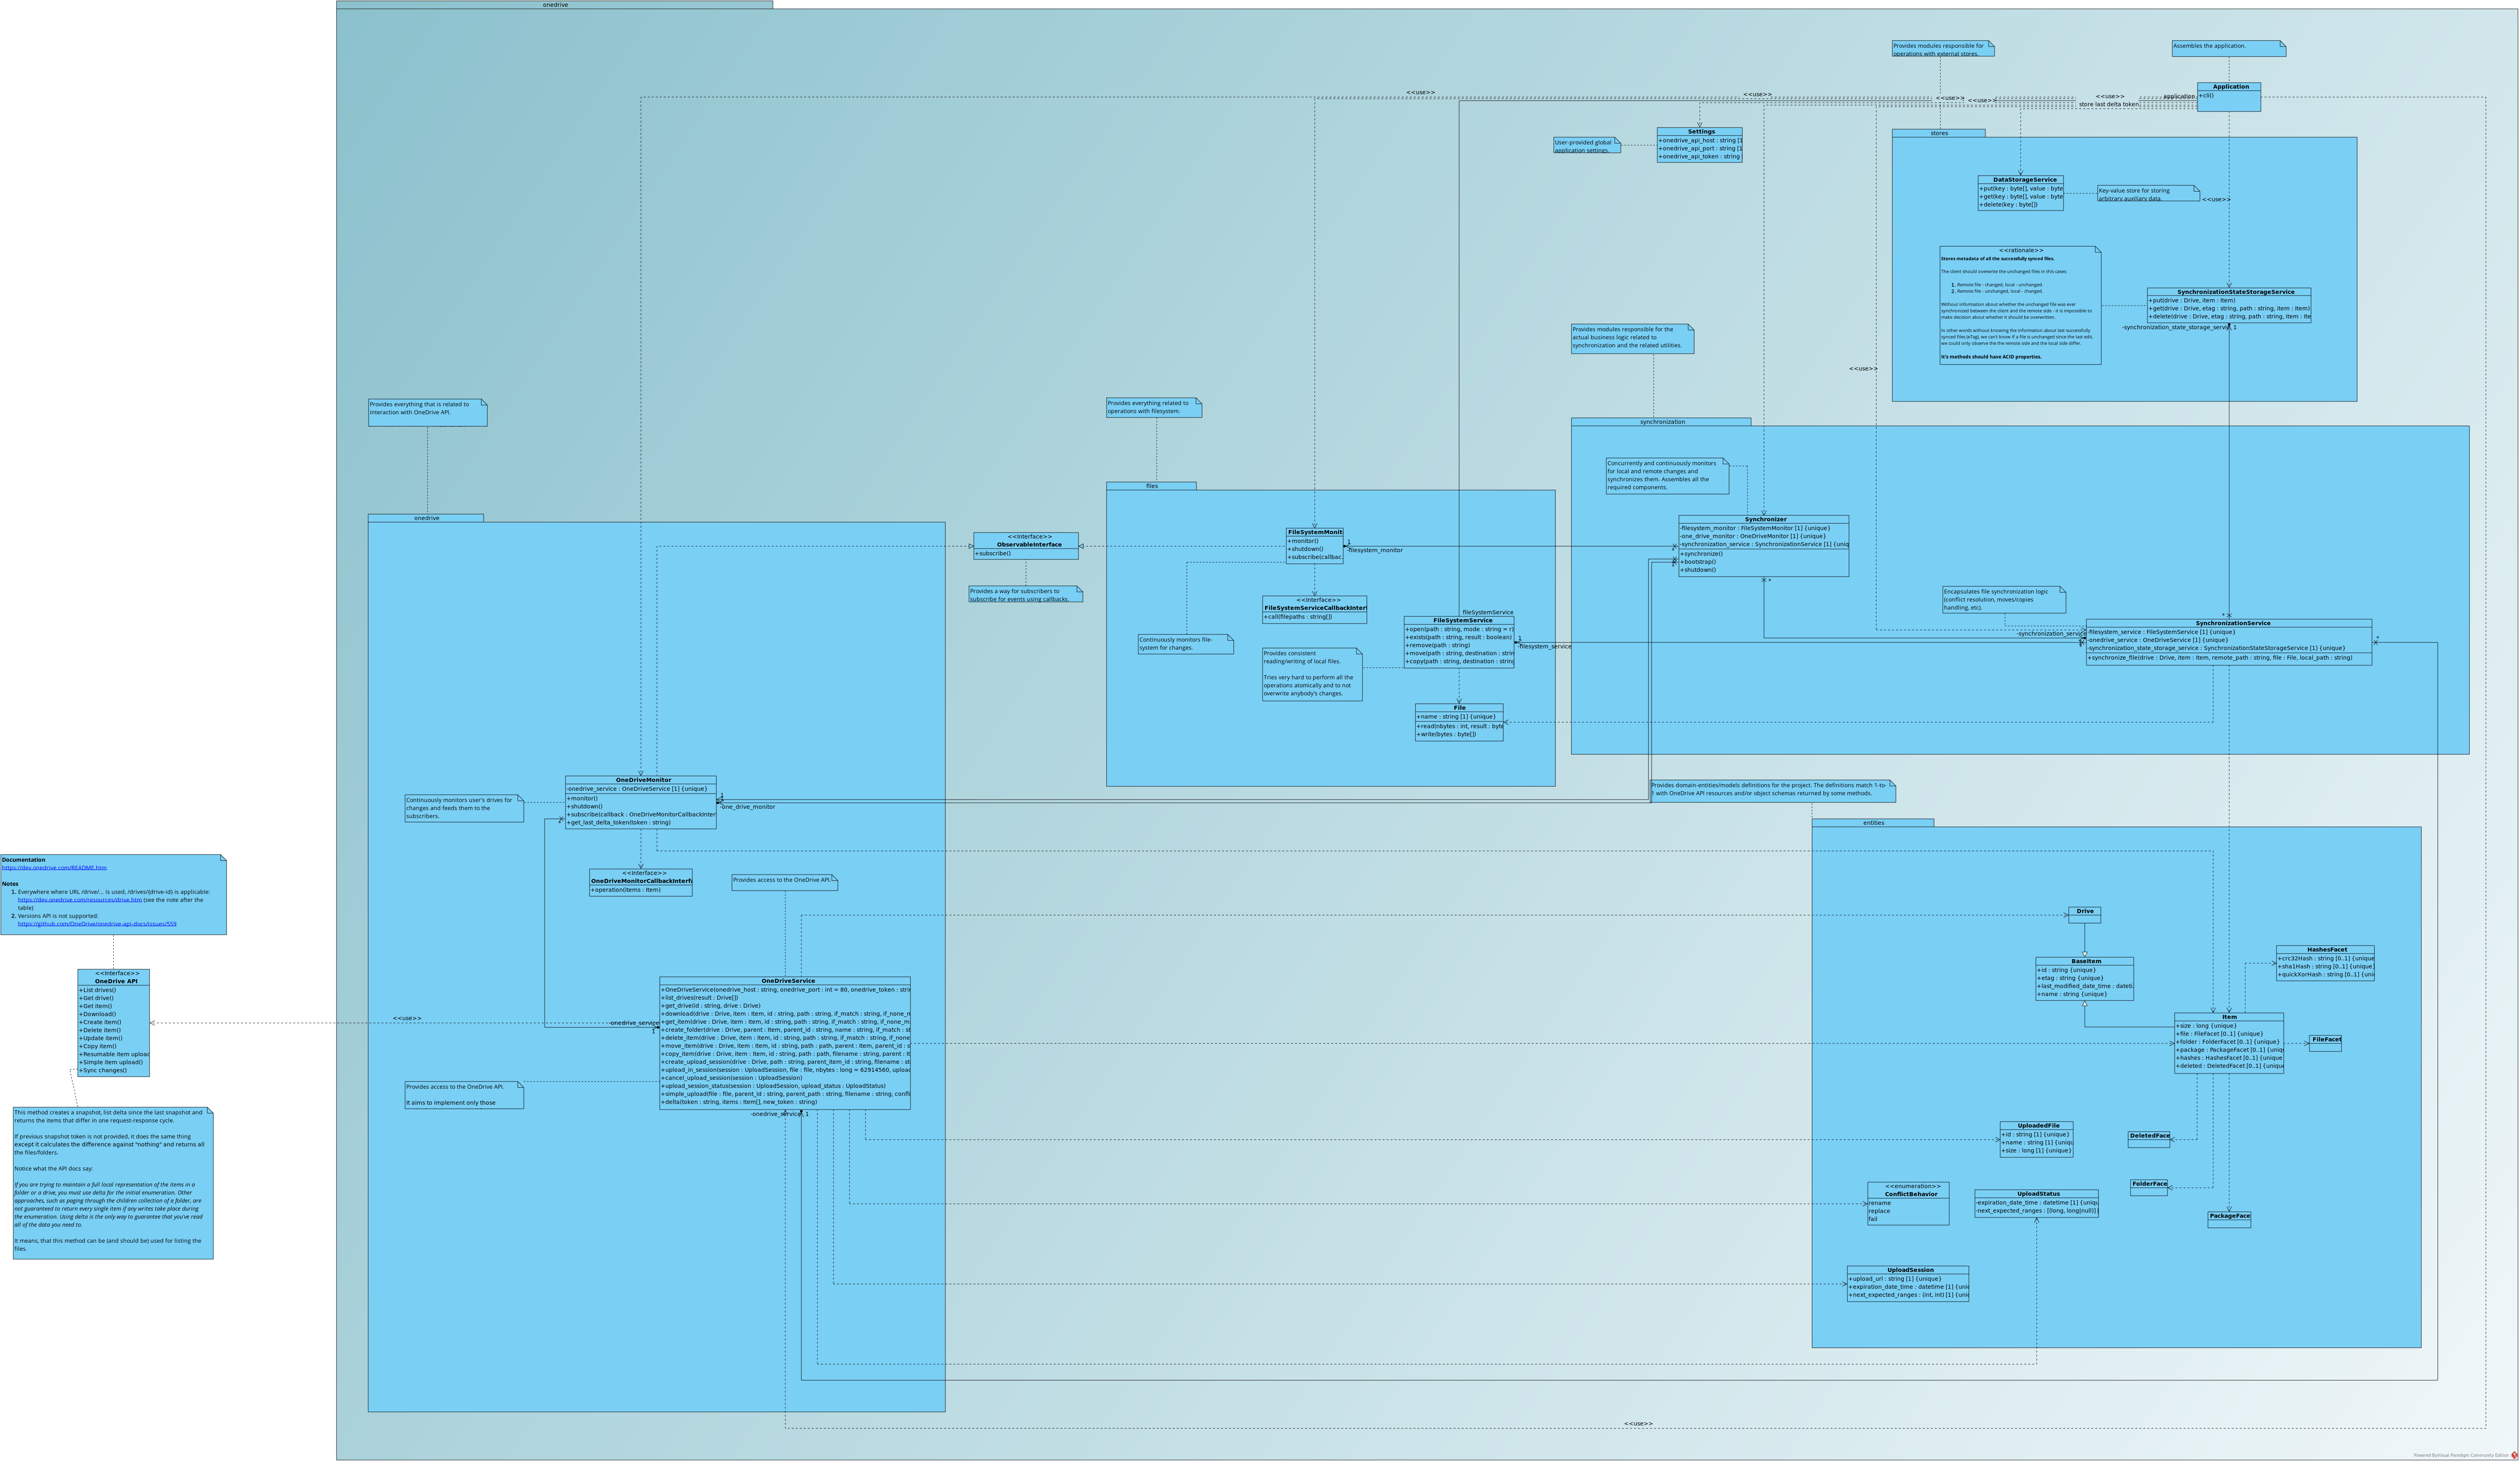 onedrive
Provides modules responsible for
operations with external stores.
Assembles the application.
Application
+cli()
<<use>>
<<use>>
<<use>>
<<use>>
<<use>>
application
store last delta token
Settings
+onedrive_api_host : string [1
+onedrive_api_port : string [1
+onedrive_api_token : string
User-provided global
application settings.
stores
DataStorageService
+put(key : byte[], value : byte
+get(key : byte[], value : byte
+delete(key : byte[])
Key-value store for storing
arbitrary auxiliary data.
<<use>>
<<rationale>>
Stores metadata of all the successfully synced files.
The client should overwrite the unchanged files in this cases:
1. Remote file - changed, local - unchanged.
2. Remote file - unchanged, local - changed.
Without information about whether the unchanged file was ever
synchronized between the client and the remote side - it is impossible to
make decision about whether it should be overwritten.
In other words without knowing the information about last successfully
synced files (eTag), we can't know if a file is unchanged since the last edit,
we could only observe the the remote side and the local side differ.
It's methods should have ACID properties.
SynchronizationStateStorageService
+put(drive : Drive, item : Item)
+get(drive : Drive, etag : string, path : string, item : Item)
+delete(drive : Drive, etag : string, path : string, item : Ite
-synchronization_state_storage_service 1
Provides modules responsible for the
actual business logic related to
synchronization and the related utilities.
<<use>>
synchronization
Concurrently and continuously monitors
for local and remote changes and
synchronizes them. Assembles all the
required components.
Synchronizer
-filesystem_monitor : FileSystemMonitor [1] {unique}
-one_drive_monitor : OneDriveMonitor [1] {unique}
-synchronization_service : SynchronizationService [1] {uniq
+synchronize()
+bootstrap()
+shutdown()
*
*
*
Encapsulates file synchronization logic
(conflict resolution, moves/copies
handling, etc).
SynchronizationService
-filesystem_service : FileSystemService [1] {unique}
-onedrive_service : OneDriveService [1] {unique}
-synchronization_state_storage_service : SynchronizationStateStorageService [1] {unique}
+synchronize_file(drive : Drive, item : Item, remote_path : string, file : File, local_path : string)
-synchronization_service
1
*
*
*
Provides everything that is related to
interaction with OneDrive API.
Provides everything related to
operations with filesystem.
files
FileSystemMonit
+monitor()
+shutdown()
+subscribe(callbac
1
-filesystem_monitor
<<Interface>>
ObservableInterface
+subscribe()
Provides a way for subscribers to
subscribe for events using callbacks.
<<Interface>>
FileSystemServiceCallbackInterf
+call(filepaths : string[])
Continuously monitors file-
system for changes.
fileSystemService
FileSystemService
+open(path : string, mode : string = r)
+exists(path : string, result : boolean)
+remove(path : string)
+move(path : string, destination : strin
+copy(path : string, destination : string
1
-filesystem_service
Provides consistent
reading/writing of local files.
Tries very hard to perform all the
operations atomically and to not
overwrite anybody's changes.
File
+name : string [1] {unique}
+read(nbytes : int, result : byte
+write(bytes : byte[])
onedrive
OneDriveMonitor
-onedrive_service : OneDriveService [1] {unique}
+monitor()
+shutdown()
+subscribe(callback : OneDriveMonitorCallbackInter
+get_last_delta_token(token : string)
1
-one_drive_monitor
*
Continuously monitors user's drives for
changes and feeds them to the
subscribers.
<<Interface>>
OneDriveMonitorCallbackInterfa
+operation(items : Item)
Provides access to the OneDrive API.
OneDriveService
+OneDriveService(onedrive_host : string, onedrive_port : int = 80, onedrive_token : strin
+list_drives(result : Drive[])
+get_drive(id : string, drive : Drive)
+download(drive : Drive, item : Item, id : string, path : string, if_match : string, if_none_m
+get_item(drive : Drive, item : Item, id : string, path : string, if_match : string, if_none_m
+create_folder(drive : Drive, parent : Item, parent_id : string, name : string, if_match : st
+delete_item(drive : Drive, item : Item, id : string, path : string, if_match : string, if_none
+move_item(drive : Drive, item : Item, id : string, path : path, parent : Item, parent_id : s
+copy_item(drive : Drive, item : Item, id : string, path : path, filename : string, parent : It
+create_upload_session(drive : Drive, path : string, parent_item_id : string, filename : st
+upload_in_session(session : UploadSession, file : file, nbytes : long = 62914560, upload
+cancel_upload_session(session : UploadSession)
+upload_session_status(session : UploadSession, upload_status : UploadStatus)
+simple_upload(file : file, parent_id : string, parent_path : string, filename : string, confli
+delta(token : string, items : Item[], new_token : string)
-onedrive_service
1
-onedrive_service 1
Provides access to the OneDrive API.
It aims to implement only those
<<use>>
Documentation
https://dev.onedrive.com/README.htm
Notes
1. Everywhere where URL /drive/... is used, /drives/{drive-id} is applicable:
https://dev.onedrive.com/resources/drive.htm (see the note after the
table)
2. Versions API is not supported:
https://github.com/OneDrive/onedrive-api-docs/issues/559
<<Interface>>
OneDrive API
+List drives()
+Get drive()
+Get item()
+Download()
+Create item()
+Delete item()
+Update item()
+Copy item()
+Resumable item upload
+Simple item upload()
+Sync changes()
This method creates a snapshot, list delta since the last snapshot and
returns the items that differ in one request-response cycle.
If previous snapshot token is not provided, it does the same thing
except it calculates the difference against "nothing" and returns all
the files/folders.
Notice what the API docs say:
If you are trying to maintain a full local representation of the items in a
folder or a drive, you must use delta for the initial enumeration. Other
approaches, such as paging through the children collection of a folder, are
not guaranteed to return every single item if any writes take place during
the enumeration. Using delta is the only way to guarantee that you've read
all of the data you need to.
It means, that this method can be (and should be) used for listing the
files.
Provides domain-entities/models definitions for the project. The definitions match 1-to-
1 with OneDrive API resources and/or object schemas returned by some methods.
entities
Drive
BaseItem
+id : string {unique}
+etag : string {unique}
+last_modified_date_time : dateti
+name : string {unique}
HashesFacet
+crc32Hash : string [0..1] {unique}
+sha1Hash : string [0..1] {unique}
+quickXorHash : string [0..1] {uni
Item
+size : long {unique}
+file : FileFacet [0..1] {unique}
+folder : FolderFacet [0..1] {unique}
+package : PackageFacet [0..1] {uniqu
+hashes : HashesFacet [0..1] {unique
+deleted : DeletedFacet [0..1] {unique
FileFacet
UploadedFile
+id : string [1] {unique}
+name : string [1] {uniqu
+size : long [1] {unique}
DeletedFace
FolderFace
PackageFace
<<enumeration>>
ConflictBehavior
rename
replace
fail
UploadStatus
-expiration_date_time : datetime [1] {uniqu
-next_expected_ranges : [(long, long|null)] [
UploadSession
+upload_url : string [1] {unique}
+expiration_date_time : datetime [1] {uni
+next_expected_ranges : (int, int) [1] {uni
<<use>>
Powered By Visual Paradigm Community Edition